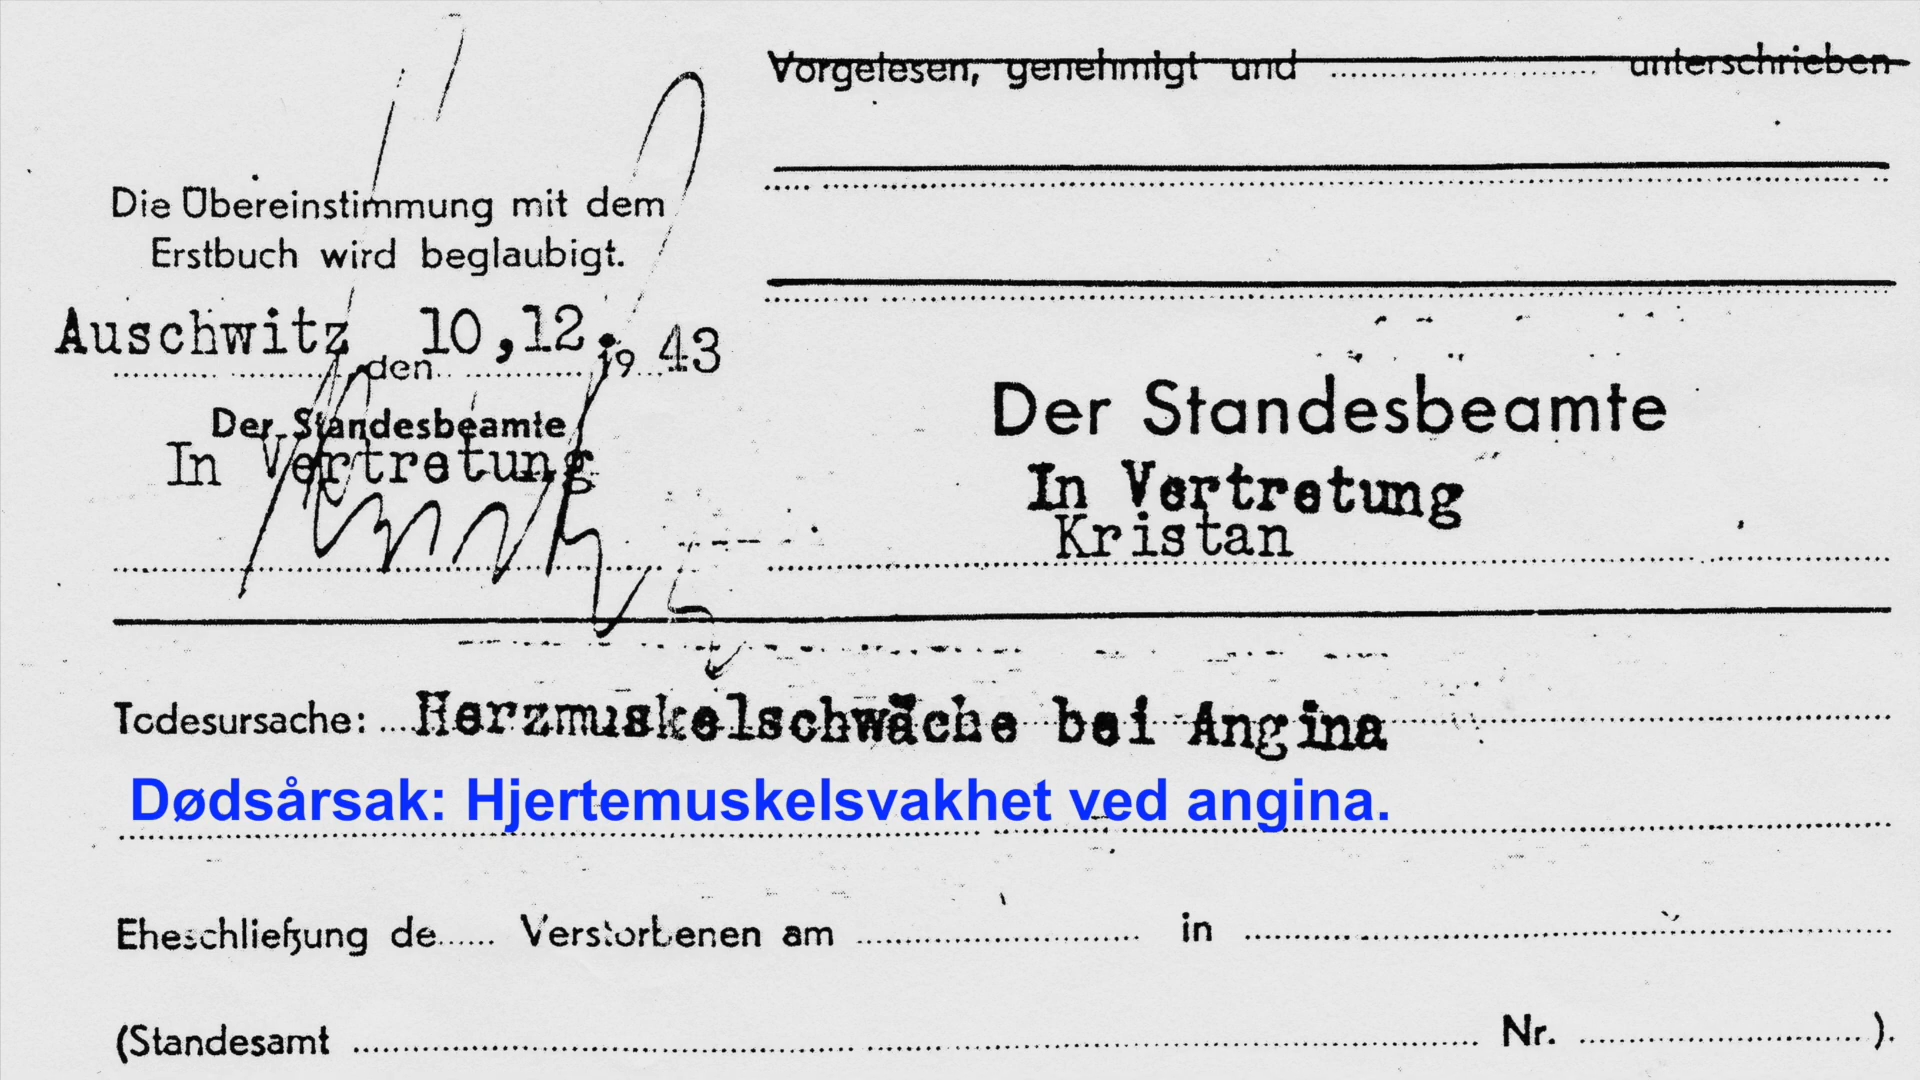 Vorgelesen, genehmigt und .......... unterschrieben
Die Übereinstimmung mit dem
Erstbuch wird beglaubigt.
Auschwitz, den 10,12. 19 43
Der Standesbeamte
In Vertretung
Der Standesbeamte
In Vertretung
Kristan
Todesursache: Herzmuskelschwäche bei Angina
Dødsårsak: Hjertemuskelsvakhet ved angina.
Eheschließung de...... Verstorbenen am .......... in ..........
(Standesamt .......... Nr. ..........).